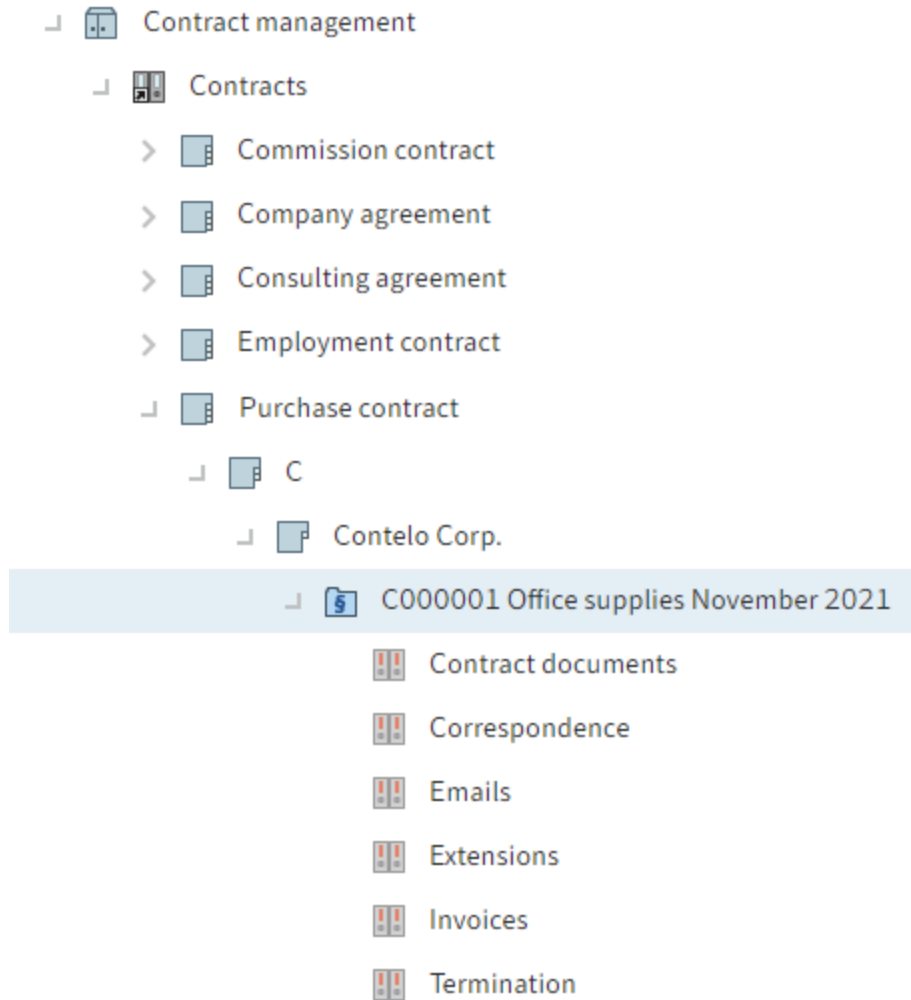 Contract management
Contracts
Commission contract
Company agreement
Consulting agreement
Employment contract
Purchase contract
C
Contelo Corp.
§ C000001 Office supplies November 2021
Contract documents
Correspondence
Emails
Extensions
Invoices
Termination